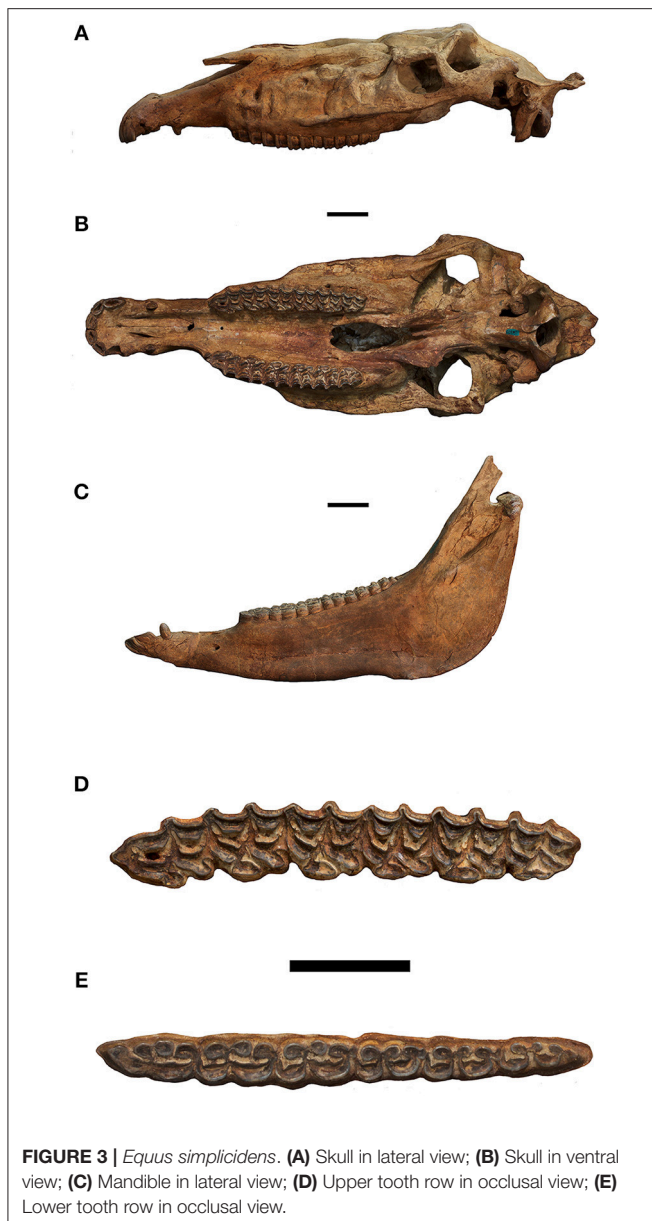 A
B
C
D
E
FIGURE 3 | Equus simplicidens. (A) Skull in lateral view; (B) Skull in ventral
view; (C) Mandible in lateral view; (D) Upper tooth row in occlusal view; (E)
Lower tooth row in occlusal view.